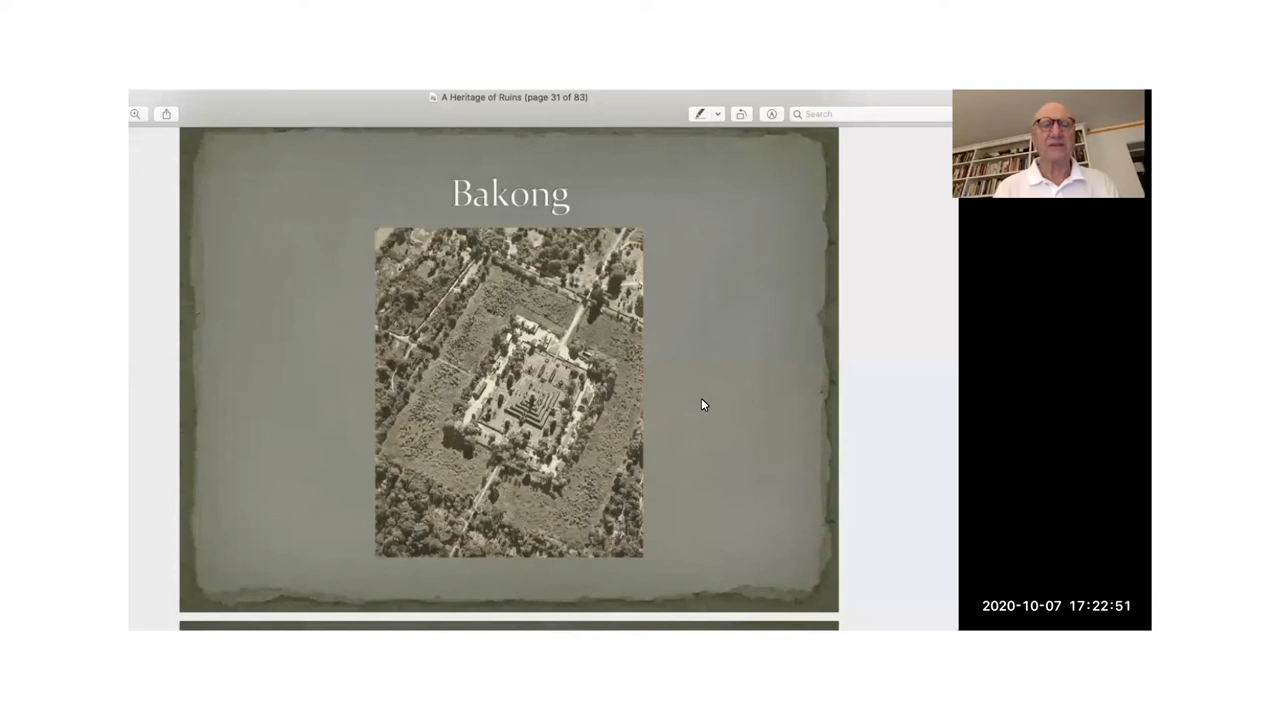 A Heritage of Ruins (page 31 of 83)
Search
Bakong
2020-10-07 17:22:51